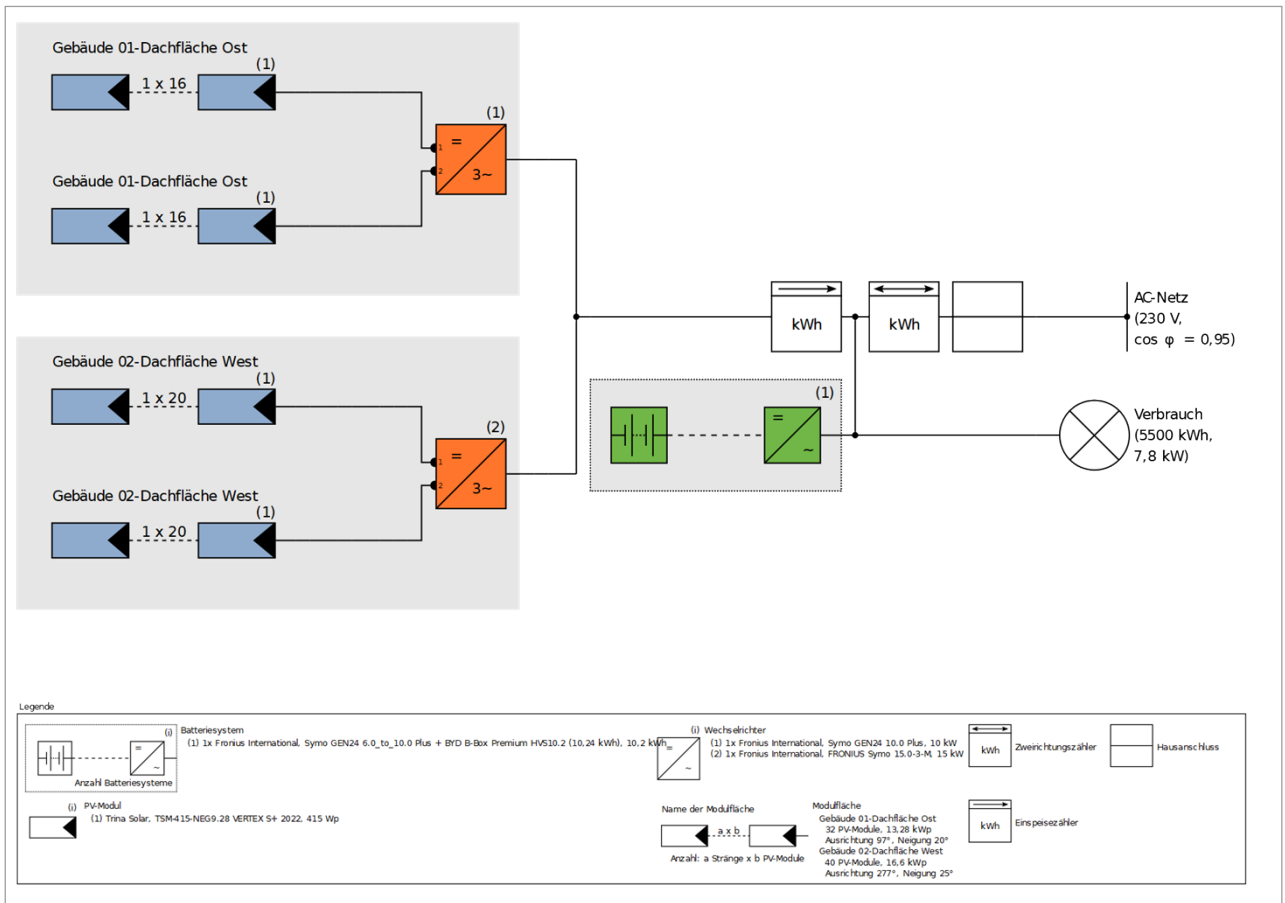 Gebäude 01-Dachfläche Ost
(1)
1 x 16
(1)
1
=
2
3~
Gebäude 01-Dachfläche Ost
(1)
1 x 16
Gebäude 02-Dachfläche West
(1)
1 x 20
(2)
1
=
2
3~
Gebäude 02-Dachfläche West
(1)
1 x 20
kWh
kWh
AC-Netz
(230 V,
cos φ = 0,95)
(1)
=
~
Verbrauch
(5500 kWh,
7,8 kW)
Legende
(i) Batteriesystem
(1) 1x Fronius International, Symo GEN24 6.0_to_10.0 Plus + BYD B-Box Premium HVS10.2 (10,24 kWh), 10,2 kWh
=
~
Anzahl Batteriesysteme
(i) PV-Modul
(1) Trina Solar, TSM-415-NEG9.28 VERTEX S+ 2022, 415 Wp
(i) Wechselrichter
=
~
(1) 1x Fronius International, Symo GEN24 10.0 Plus, 10 kW
(2) 1x Fronius International, FRONIUS Symo 15.0-3-M, 15 kW
Name der Modulfläche
a x b
Anzahl: a Stränge x b PV-Module
Modulfläche
Gebäude 01-Dachfläche Ost
32 PV-Module, 13,28 kWp
Ausrichtung 97°, Neigung 20°
Gebäude 02-Dachfläche West
40 PV-Module, 16,6 kWp
Ausrichtung 277°, Neigung 25°
kWh
Zweirichtungszähler
Hausanschluss
kWh
Einspeisezähler